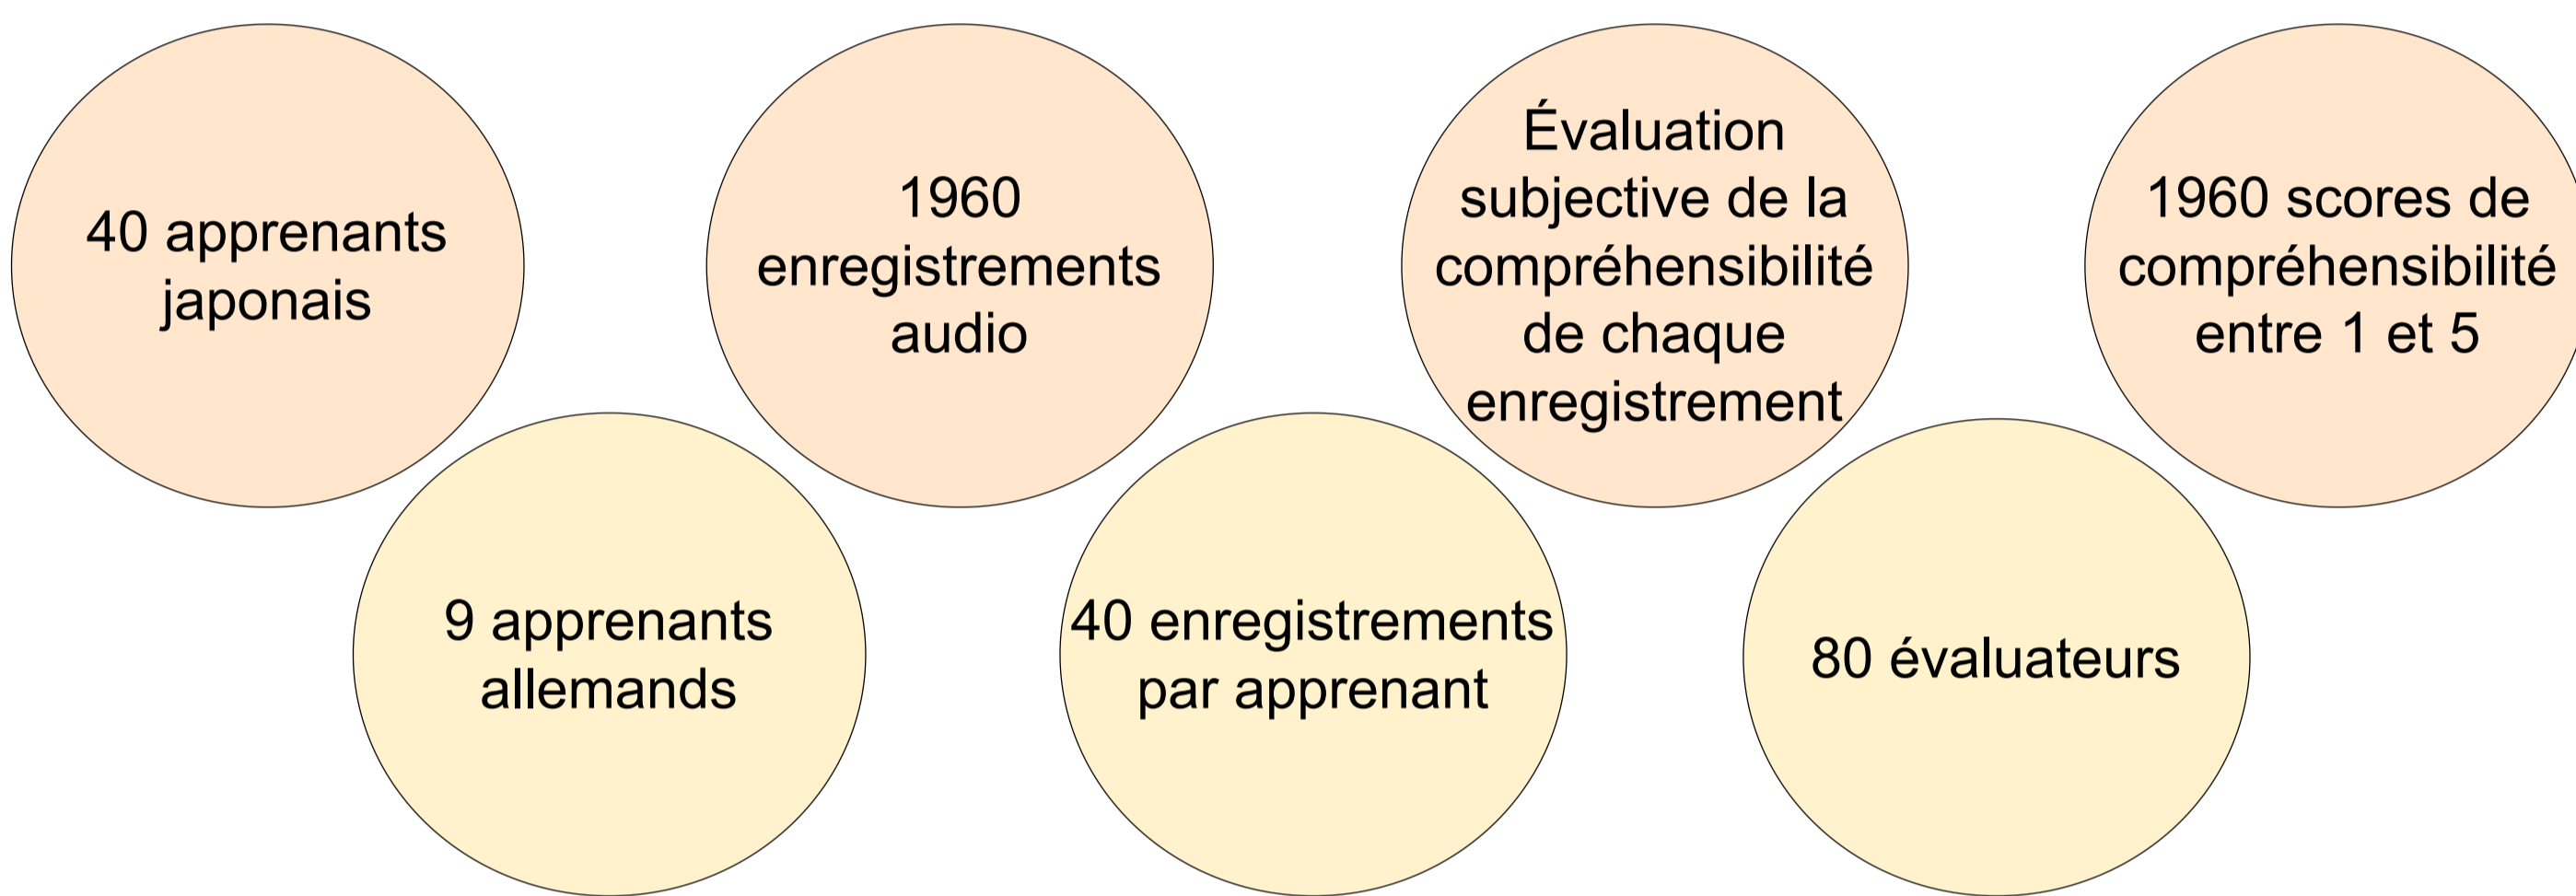 40 apprenants
japonais
1960
enregistrements
audio
Évaluation
subjective de la
compréhensibilité
de chaque
enregistrement
1960 scores de
compréhensibilité
entre 1 et 5
9 apprenants
allemands
40 enregistrements
par apprenant
80 évaluateurs